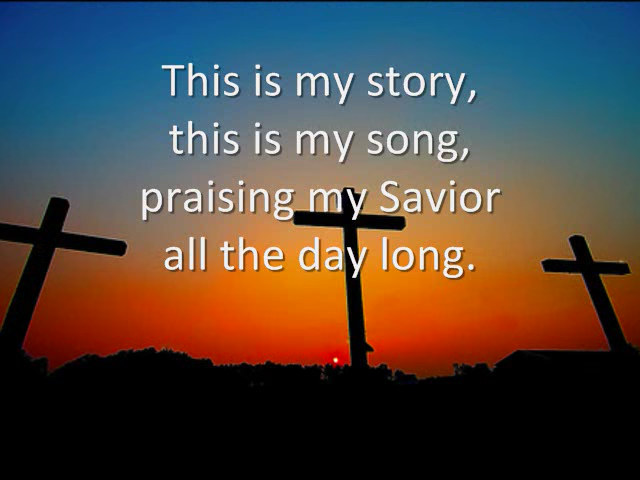 This is my story,
this is my song,
praising my Savior
all the day long.